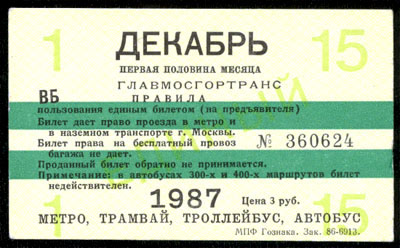 1 ДЕКАБРЬ 15
ПЕРВАЯ ПОЛОВИНА МЕСЯЦА
ГЛАВМОСГОРТРАНС
ВБ ПРАВИЛА
пользования единым билетом (на предъявителя)
Билет дает право проезда в метро и
в наземном транспорте г. Москвы.
Билет права на бесплатный провоз
багажа не дает.
№ 360624
Проданный билет обратно не принимается.
Примечание: в автобусах 300-х и 400-х маршрутов билет
недействителен.
1 1987 Цена 3 руб. 15
МЕТРО, ТРАМВАЙ, ТРОЛЛЕЙБУС, АВТОБУС
МПФ Гознака. Зак. 86-6913.